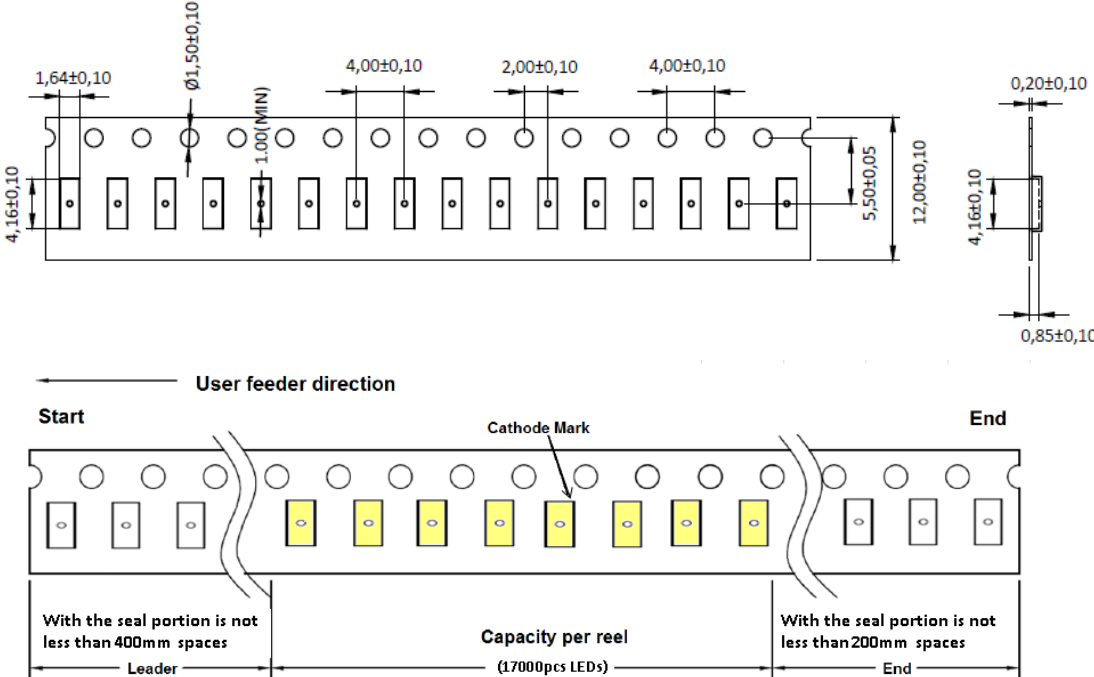 1,64±0,10
Ø1,50±0,10
1.00(MIN)
4,00±0,10
2,00±0,10
4,00±0,10
0,20±0,10
4,16±0,10
5,50±0,05
12,00±0,10
4,16±0,10
0,85±0,10
User feeder direction
Start
End
Cathode Mark
With the seal portion is not
less than 400mm spaces
Capacity per reel
With the seal portion is not
less than 200mm spaces
Leader
(17000pcs LEDs)
End